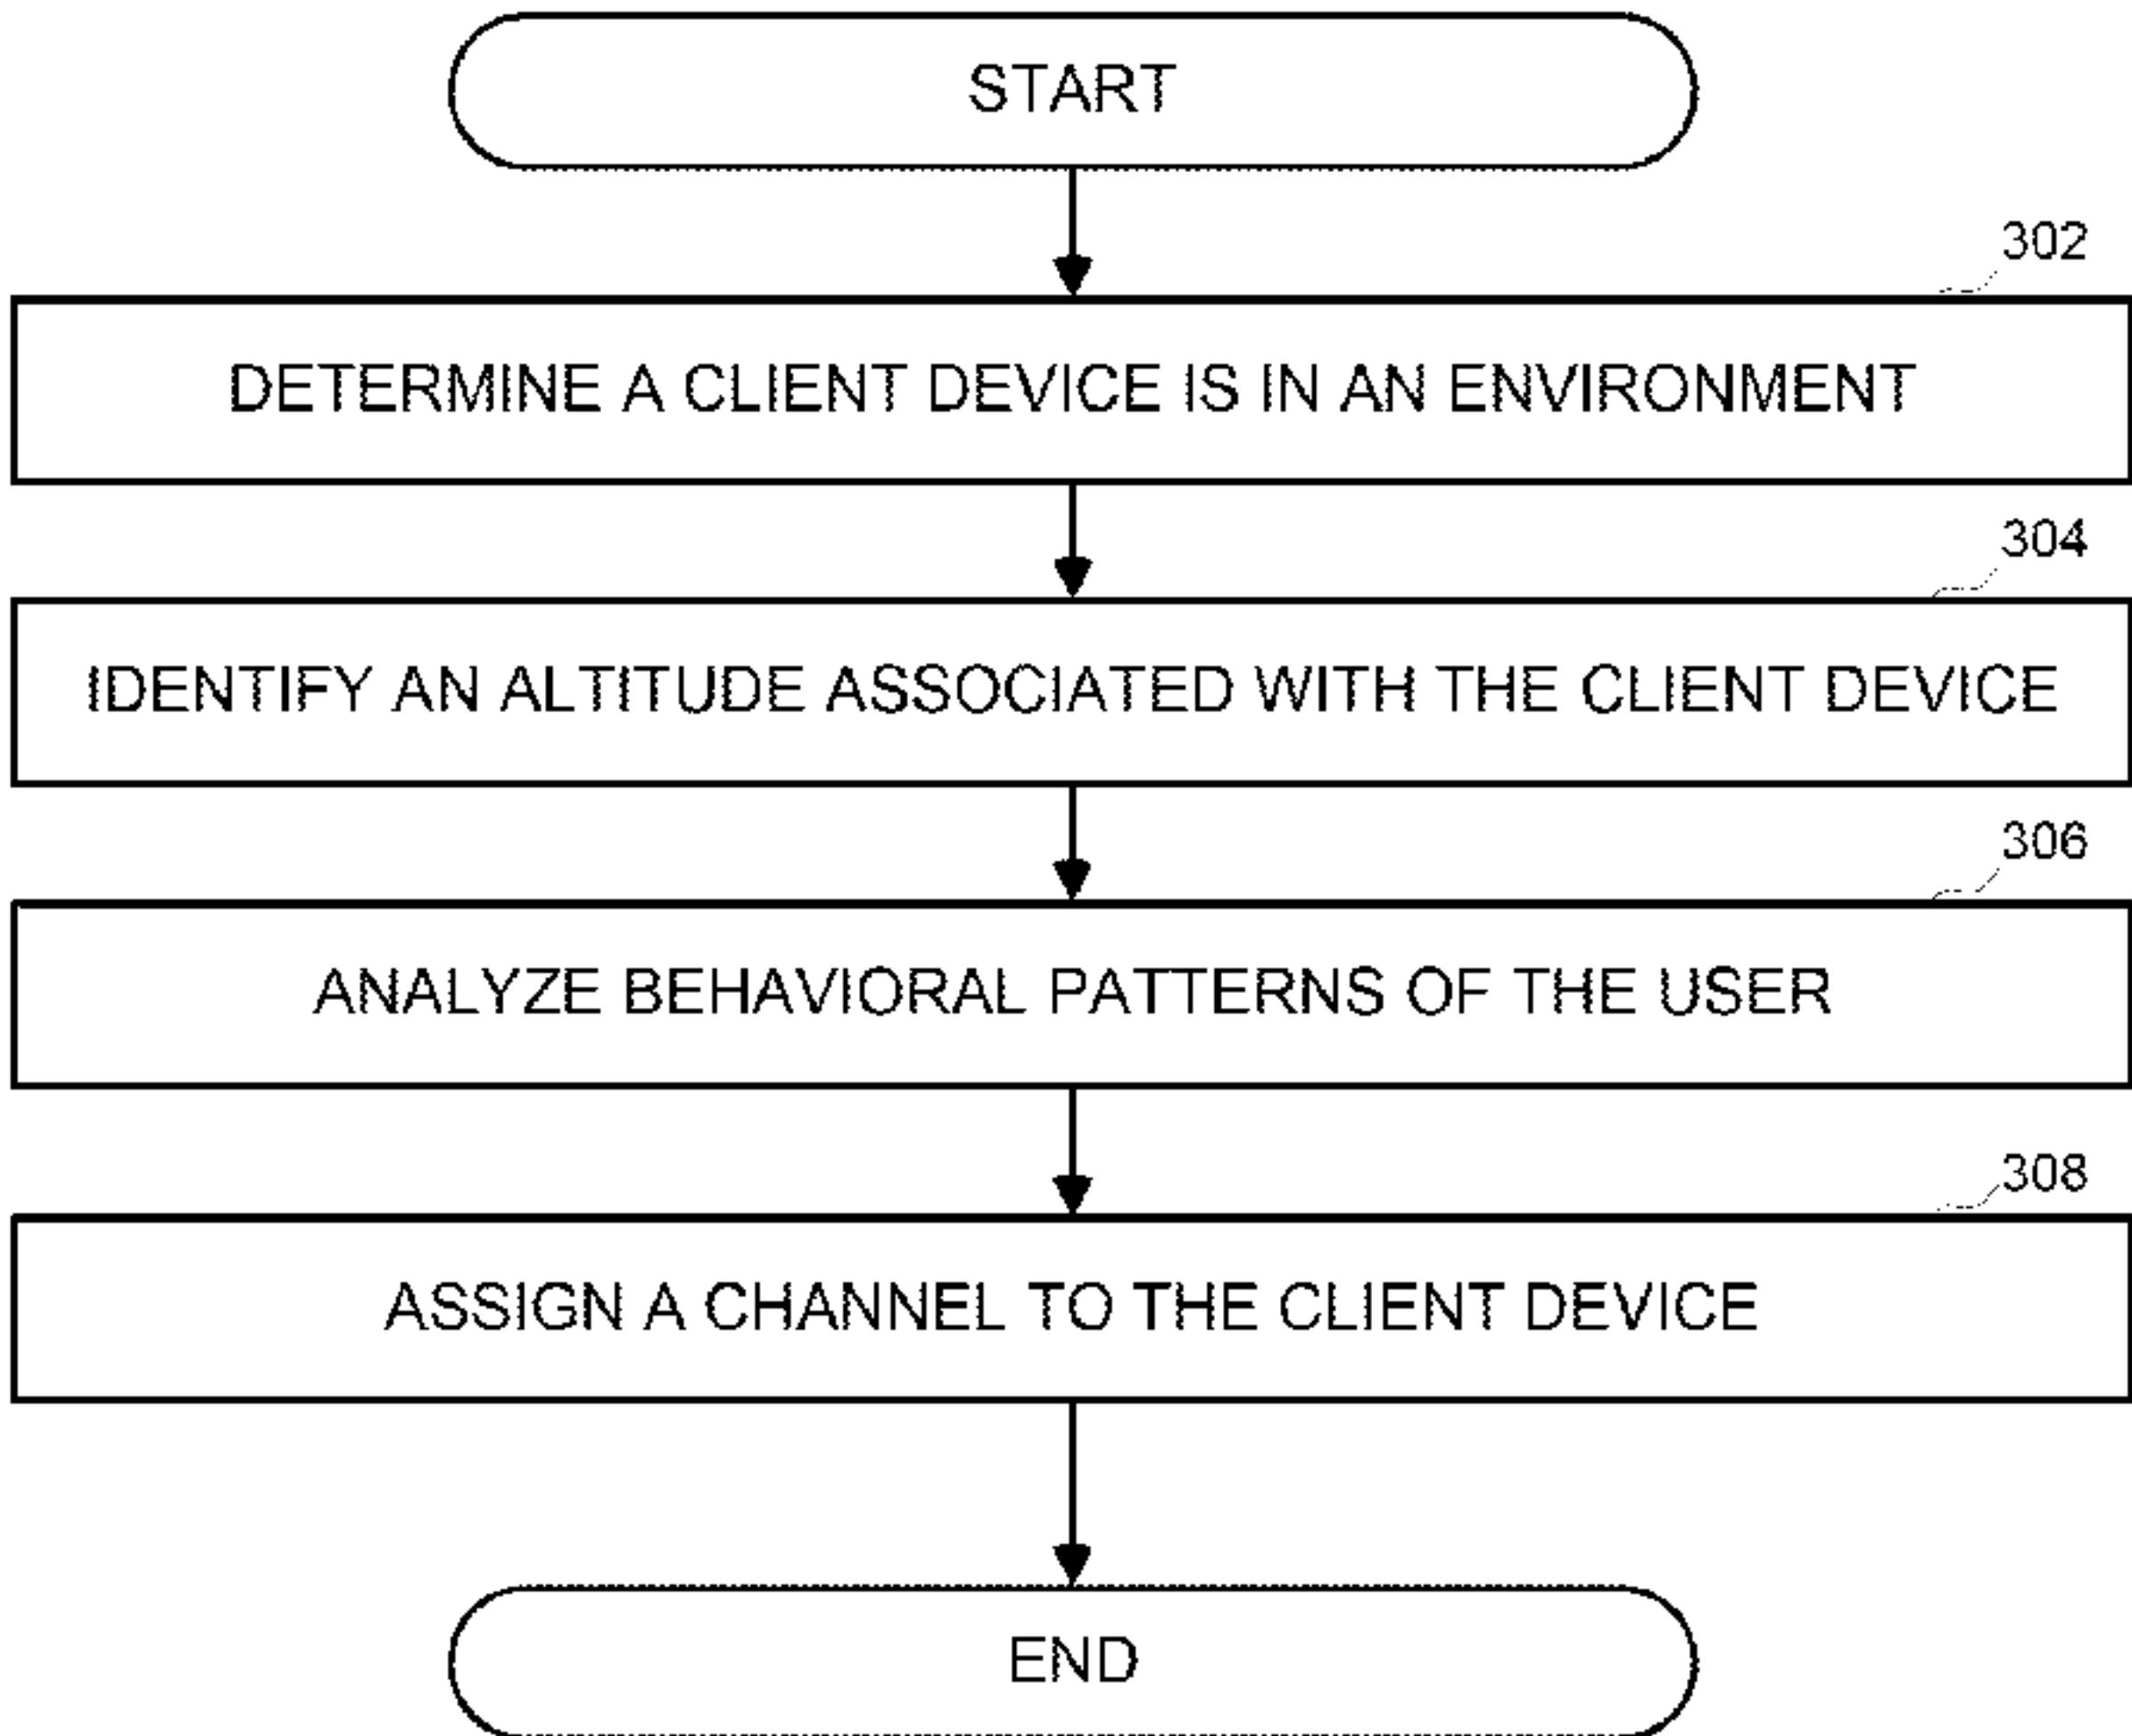 START
302
DETERMINE A CLIENT DEVICE IS IN AN ENVIRONMENT
304
IDENTIFY AN ALTITUDE ASSOCIATED WITH THE CLIENT DEVICE
306
ANALYZE BEHAVIORAL PATTERNS OF THE USER
308
ASSIGN A CHANNEL TO THE CLIENT DEVICE
END